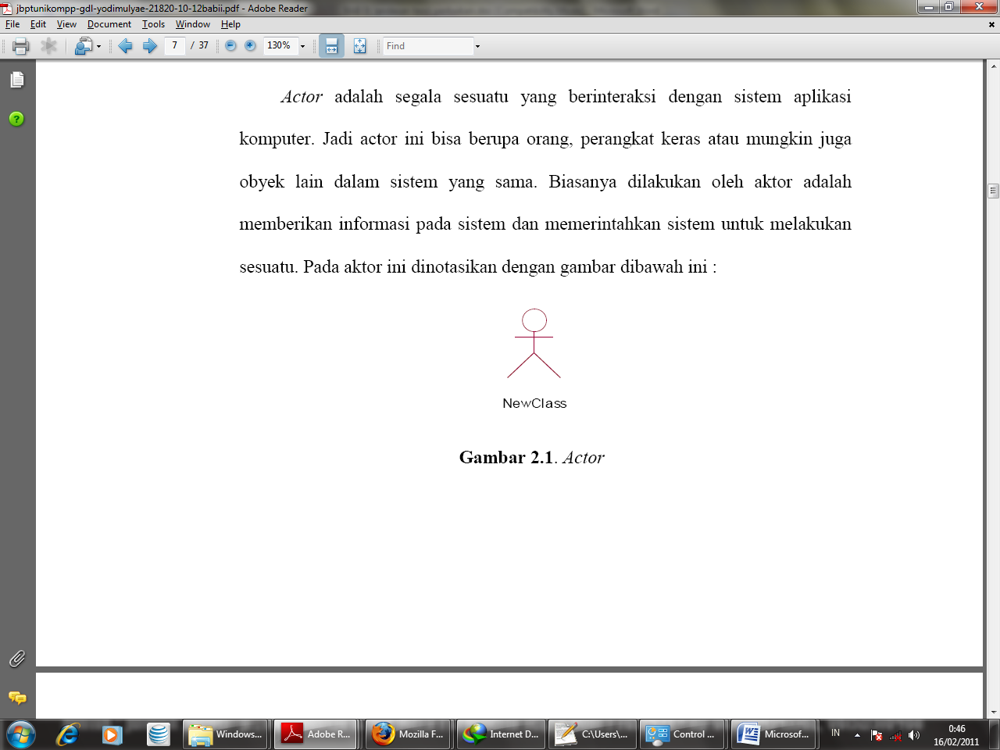 jbptunikompp-gdl-yodimulyae-21820-10-12babii.pdf - Adobe Reader
File Edit View Document Tools Window Help
7 / 37 130% Find
Actor adalah segala sesuatu yang berinteraksi dengan sistem aplikasi
komputer. Jadi actor ini bisa berupa orang, perangkat keras atau mungkin juga
obyek lain dalam sistem yang sama. Biasanya dilakukan oleh aktor adalah
memberikan informasi pada sistem dan memerintahkan sistem untuk melakukan
sesuatu. Pada aktor ini dinotasikan dengan gambar dibawah ini :
NewClass
Gambar 2.1. Actor
Windows... Adobe R... Mozilla F... Internet D... C:\Users\... Control ... Microsof... IN 0:46
16/02/2011